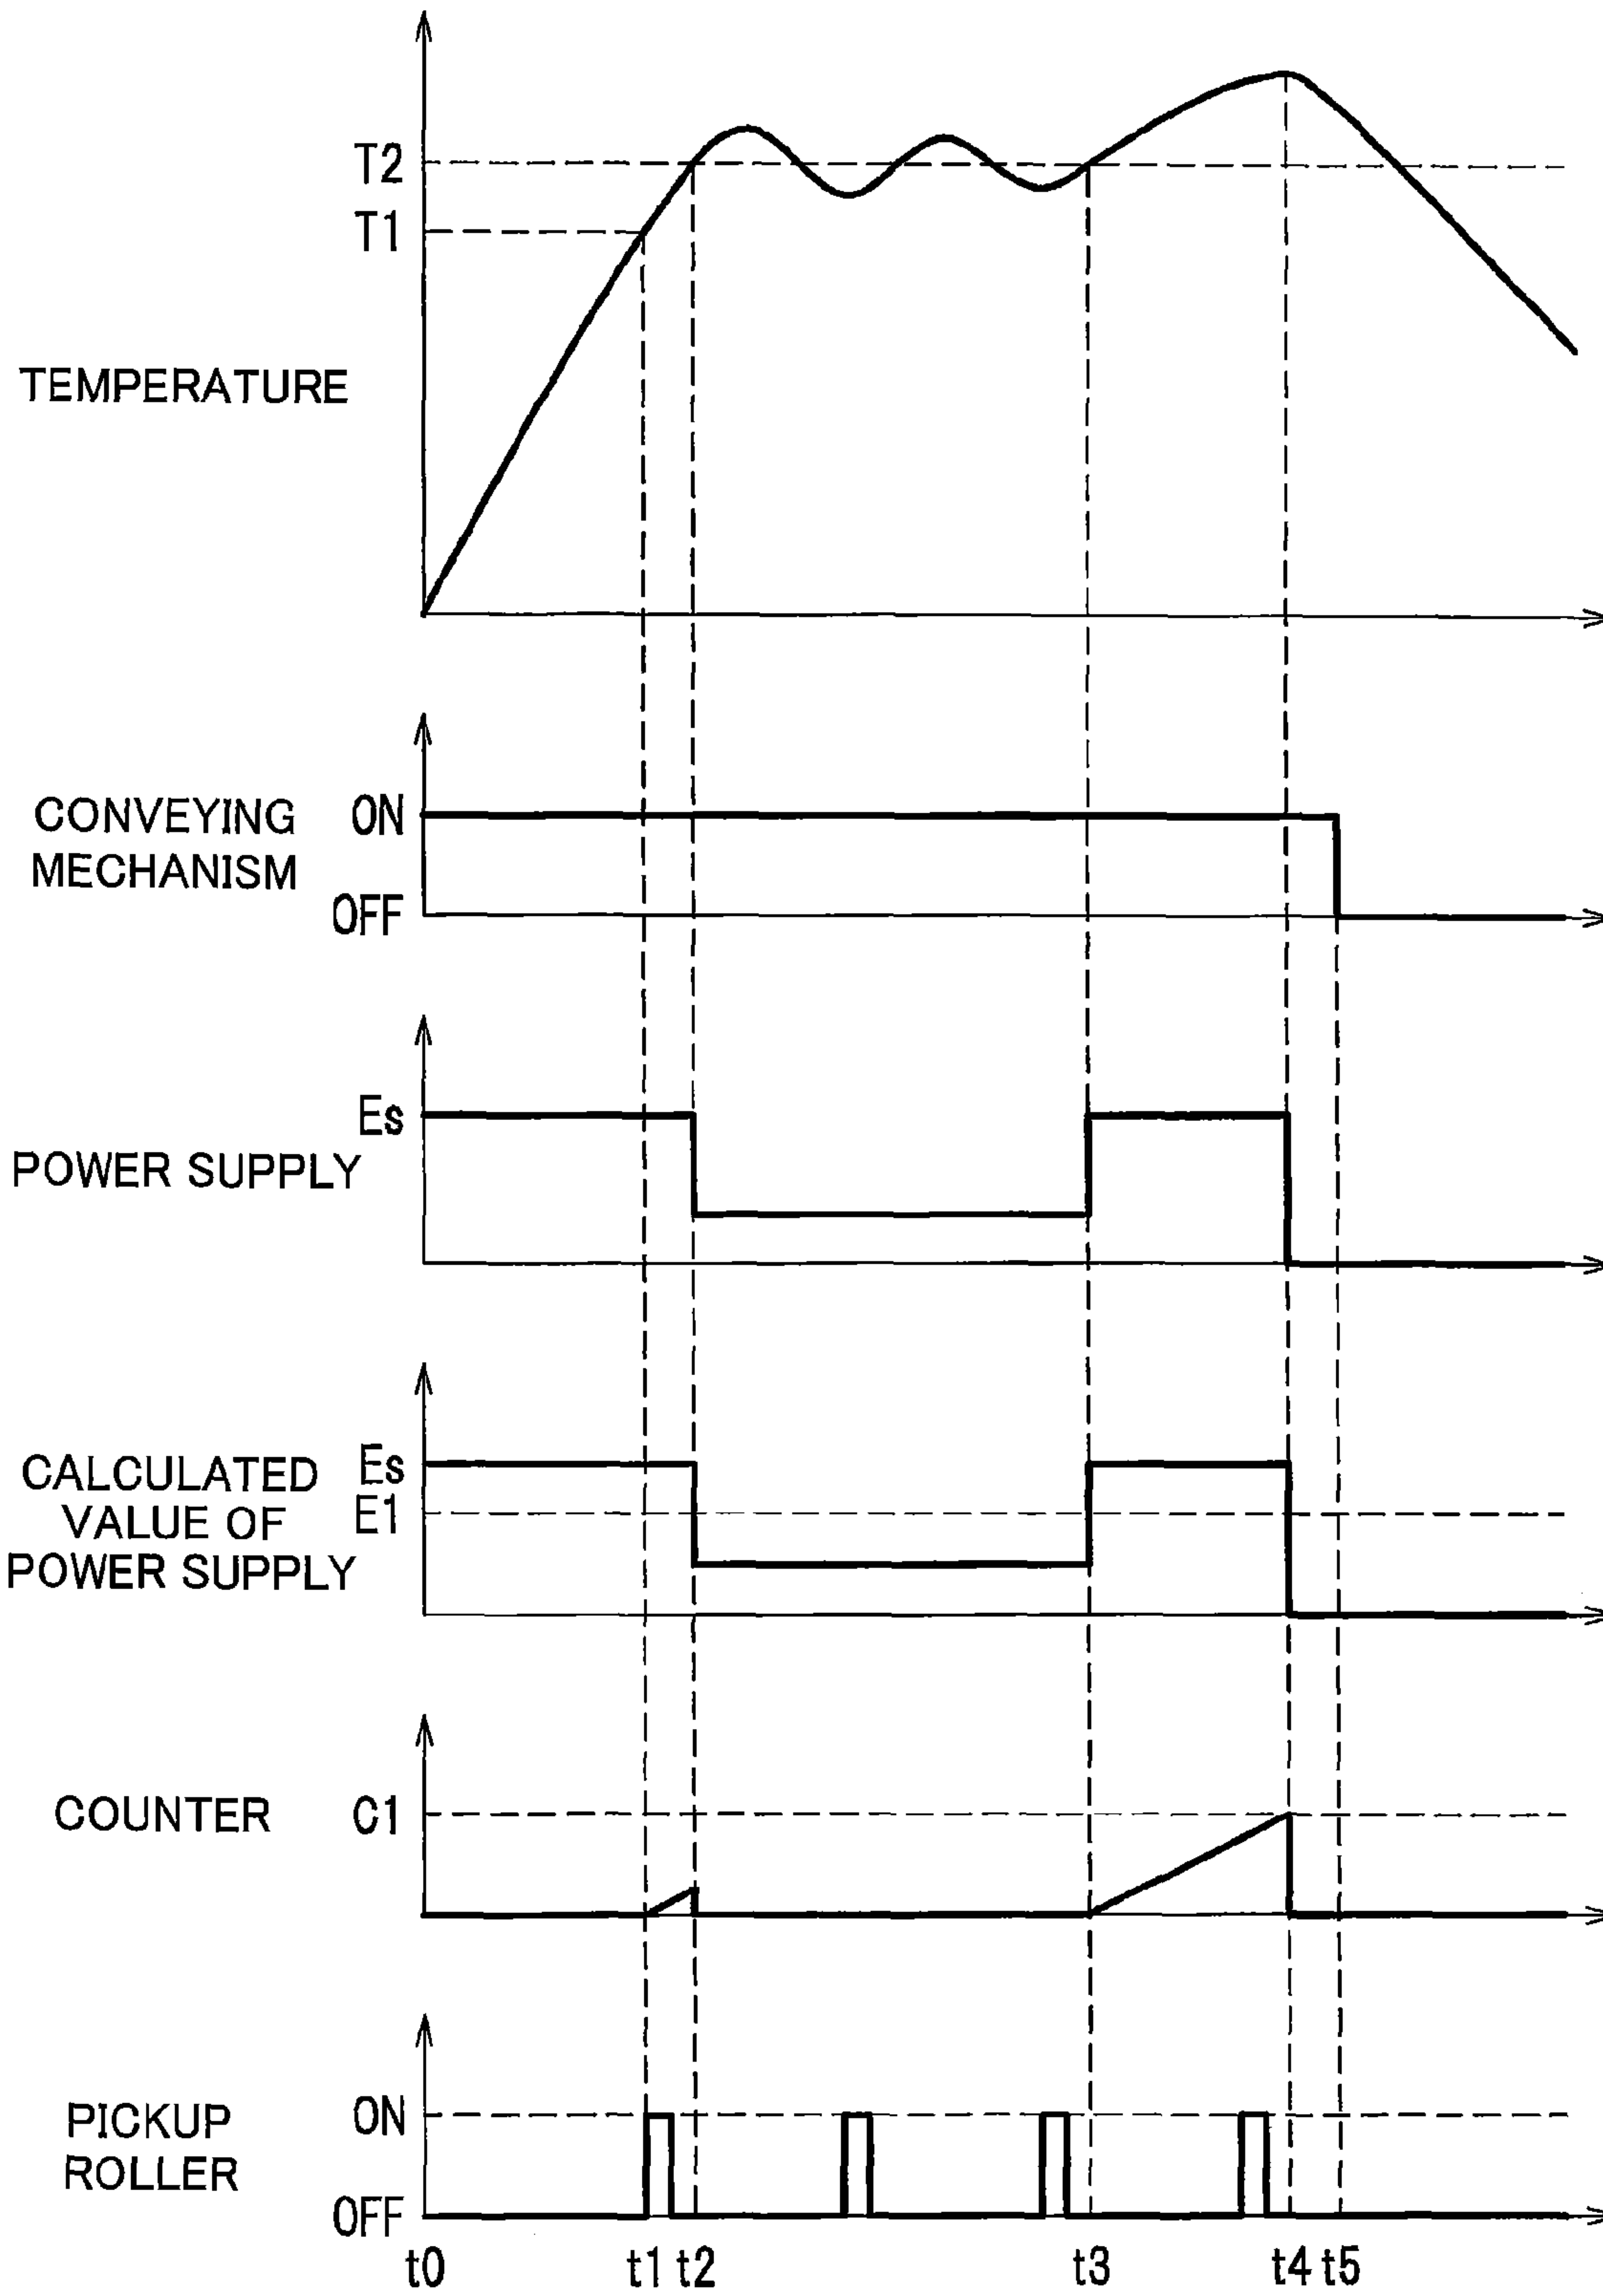 T2
T1
TEMPERATURE
CONVEYING
MECHANISM
ON
OFF
Es
POWER SUPPLY
CALCULATED
VALUE OF
POWER SUPPLY
Es
E1
COUNTER
C1
PICKUP
ROLLER
ON
OFF
t0 t1 t2 t3 t4 t5